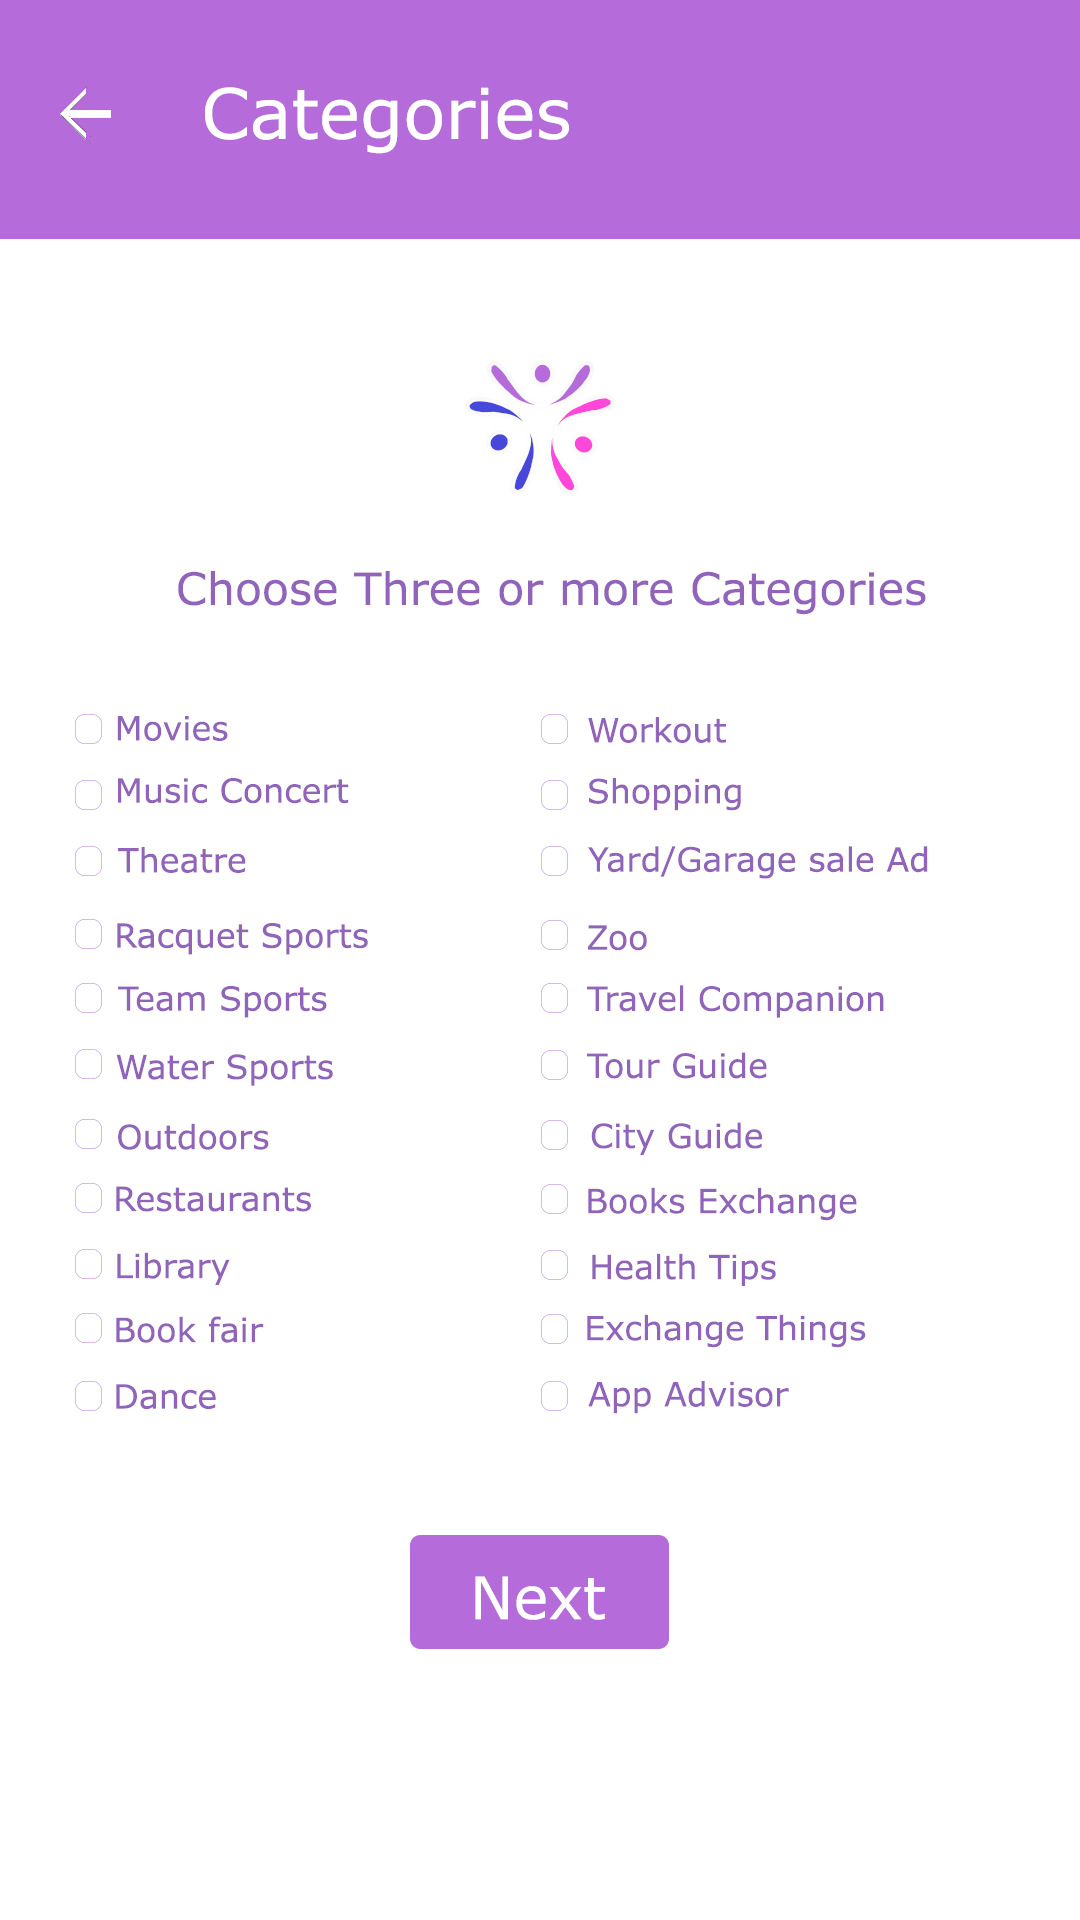 Categories
Choose Three or more Categories
Movies
Workout
Music Concert
Shopping
Theatre
Yard/Garage sale Ad
Racquet Sports
Zoo
Team Sports
Travel Companion
Water Sports
Tour Guide
Outdoors
City Guide
Restaurants
Books Exchange
Library
Health Tips
Book fair
Exchange Things
Dance
App Advisor
Next